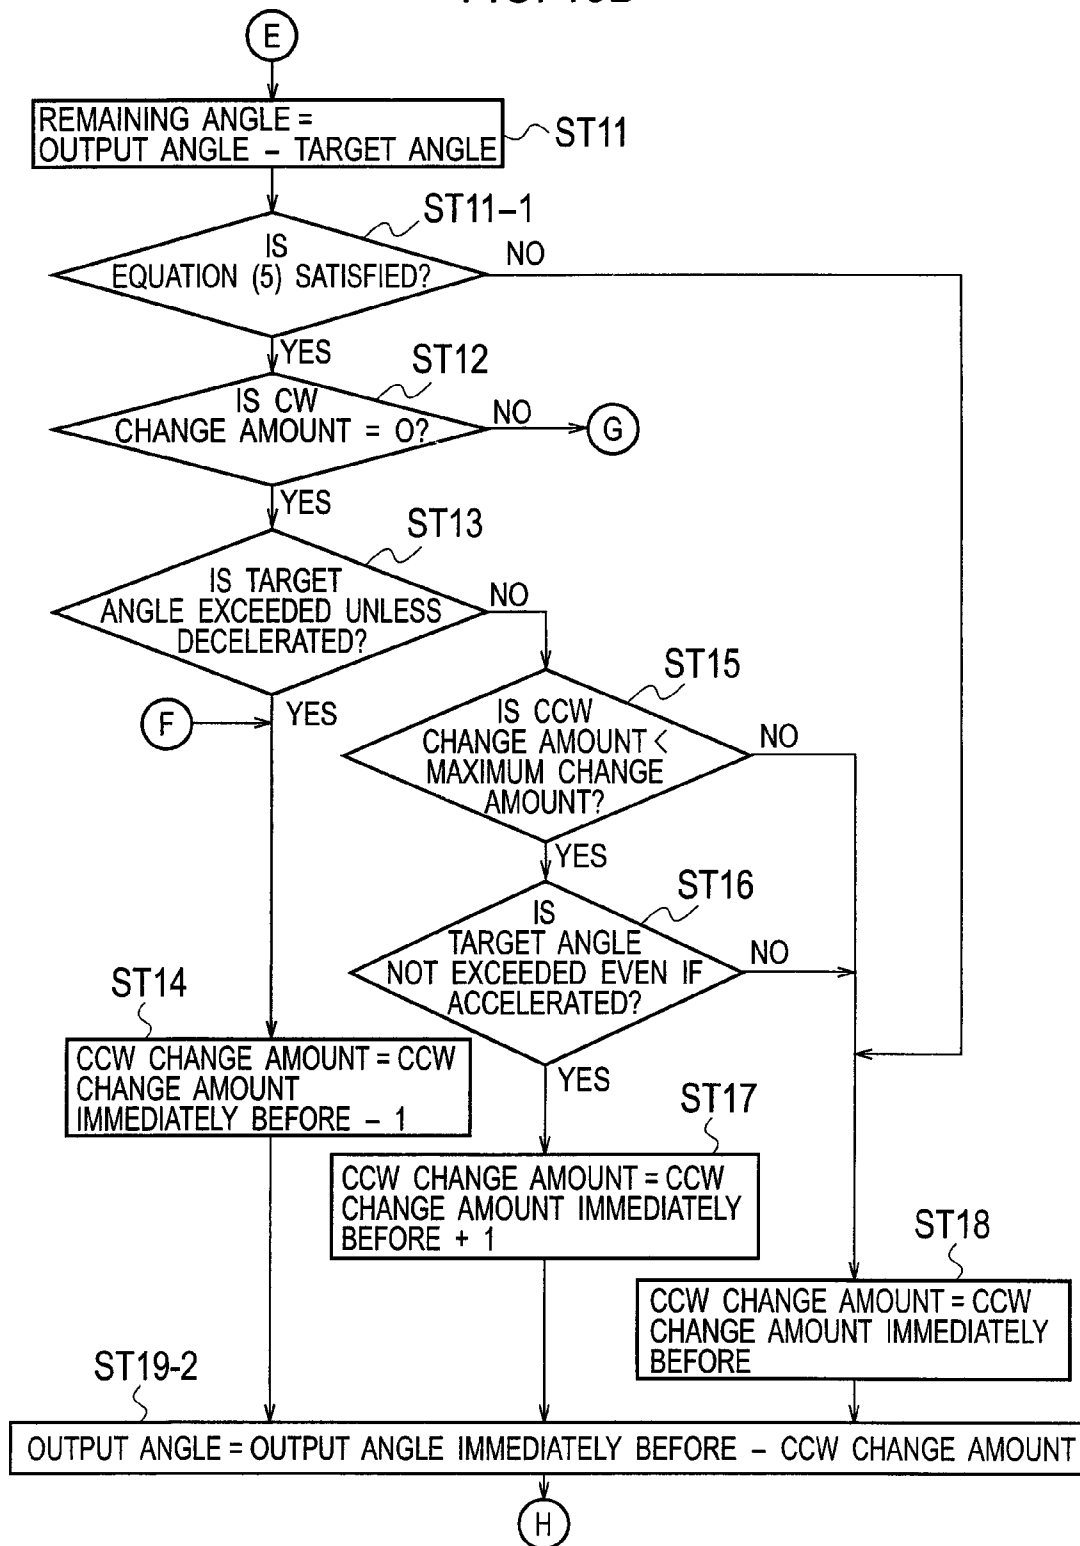 E
REMAINING ANGLE =
OUTPUT ANGLE – TARGET ANGLE
ST11
ST11–1
IS
EQUATION (5) SATISFIED?
NO
YES
ST12
IS CW
CHANGE AMOUNT = 0?
NO
G
YES
ST13
IS TARGET
ANGLE EXCEEDED UNLESS
DECELERATED?
NO
YES
F
ST15
IS CCW
CHANGE AMOUNT <
MAXIMUM CHANGE
AMOUNT?
NO
YES
ST16
IS
TARGET ANGLE
NOT EXCEEDED EVEN IF
ACCELERATED?
NO
YES
ST14
CCW CHANGE AMOUNT = CCW
CHANGE AMOUNT
IMMEDIATELY BEFORE – 1
ST17
CCW CHANGE AMOUNT = CCW
CHANGE AMOUNT IMMEDIATELY
BEFORE + 1
ST18
CCW CHANGE AMOUNT = CCW
CHANGE AMOUNT IMMEDIATELY
BEFORE
ST19-2
OUTPUT ANGLE = OUTPUT ANGLE IMMEDIATELY BEFORE – CCW CHANGE AMOUNT
H